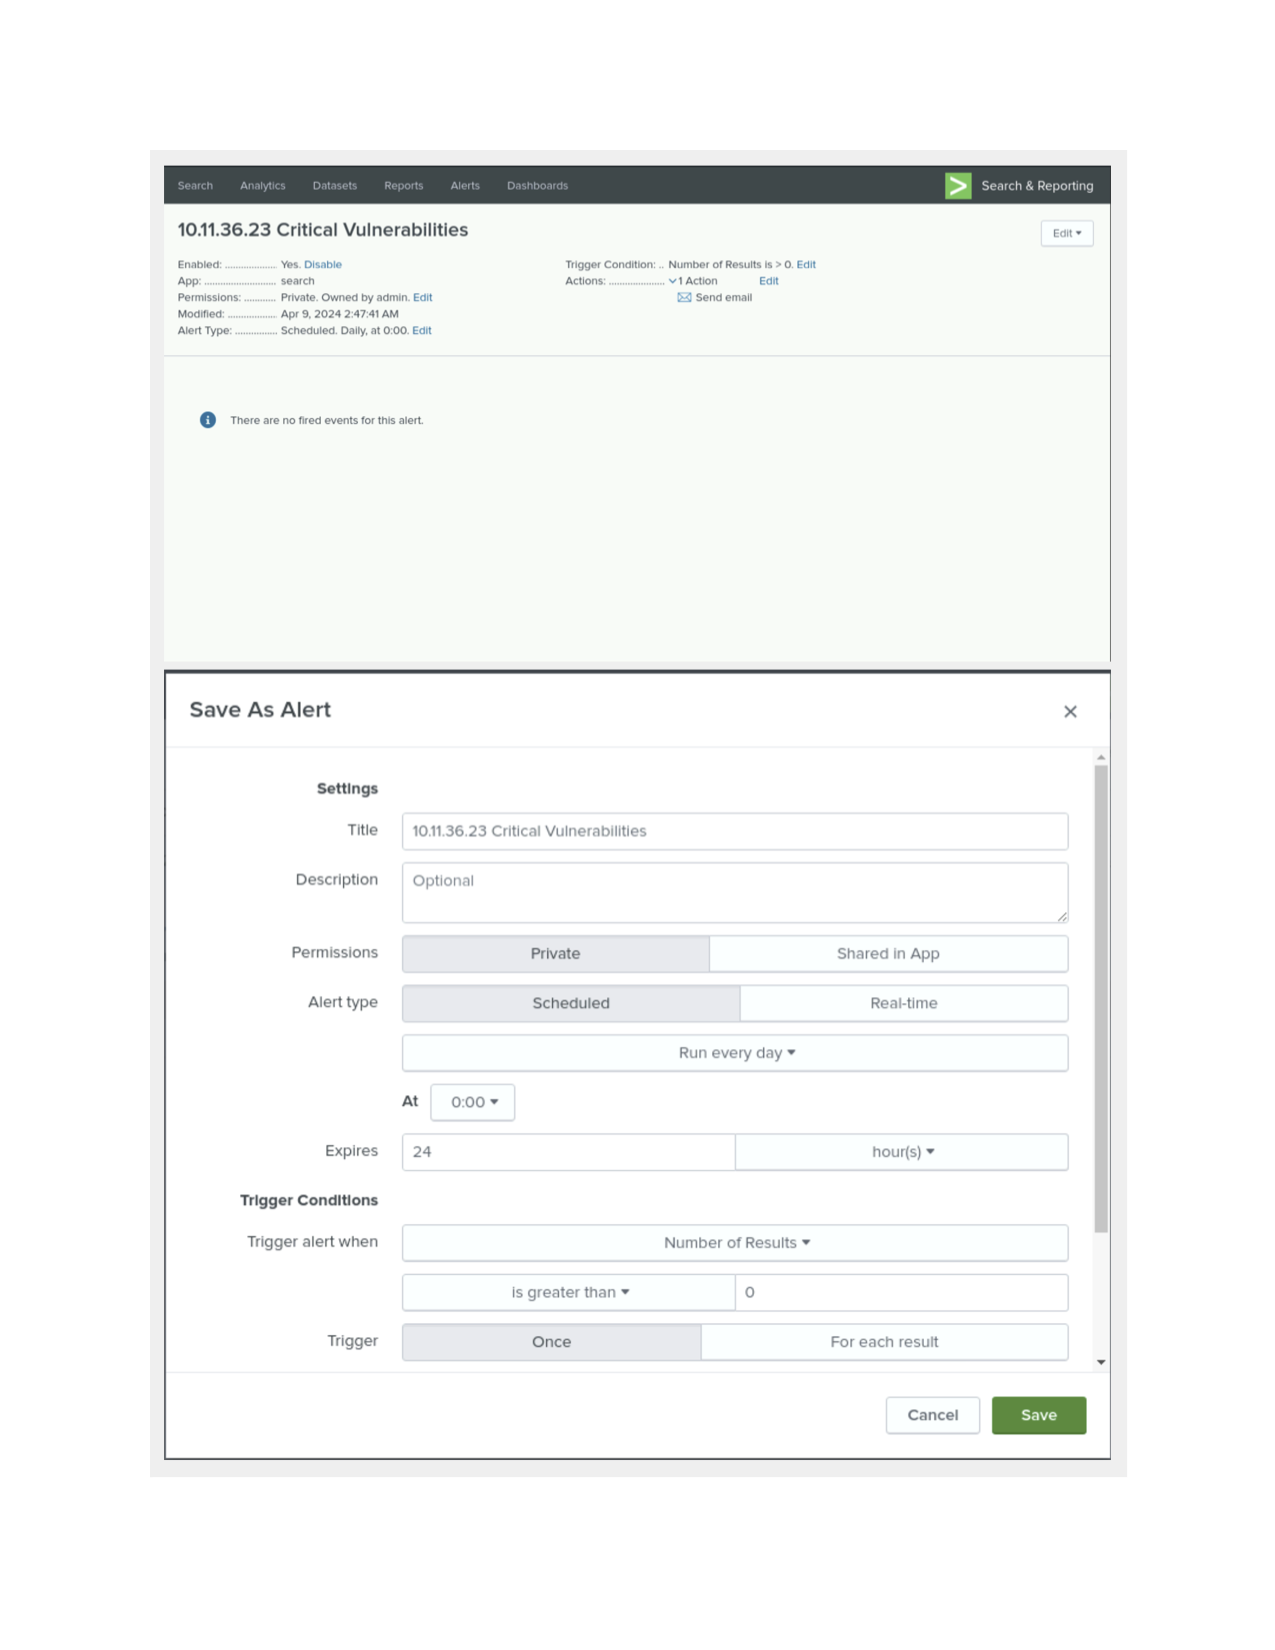 Search Analytics Datasets Reports Alerts Dashboards Search & Reporting
10.11.36.23 Critical Vulnerabilities
Edit
Enabled: .................. Yes. Disable
App: ......................... search
Permissions: ........... Private. Owned by admin. Edit
Modified: ................. Apr 9, 2024 2:47:41 AM
Alert Type: ............... Scheduled. Daily, at 0:00. Edit
Trigger Condition: .. Number of Results is > 0. Edit
Actions: .................... 1 Action Edit
Send email
There are no fired events for this alert.
Save As Alert
Settings
Title 10.11.36.23 Critical Vulnerabilities
Description Optional
Permissions Private Shared in App
Alert type Scheduled Real-time
Run every day
At 0:00
Expires 24 hour(s)
Trigger Conditions
Trigger alert when Number of Results
is greater than 0
Trigger Once For each result
Cancel Save